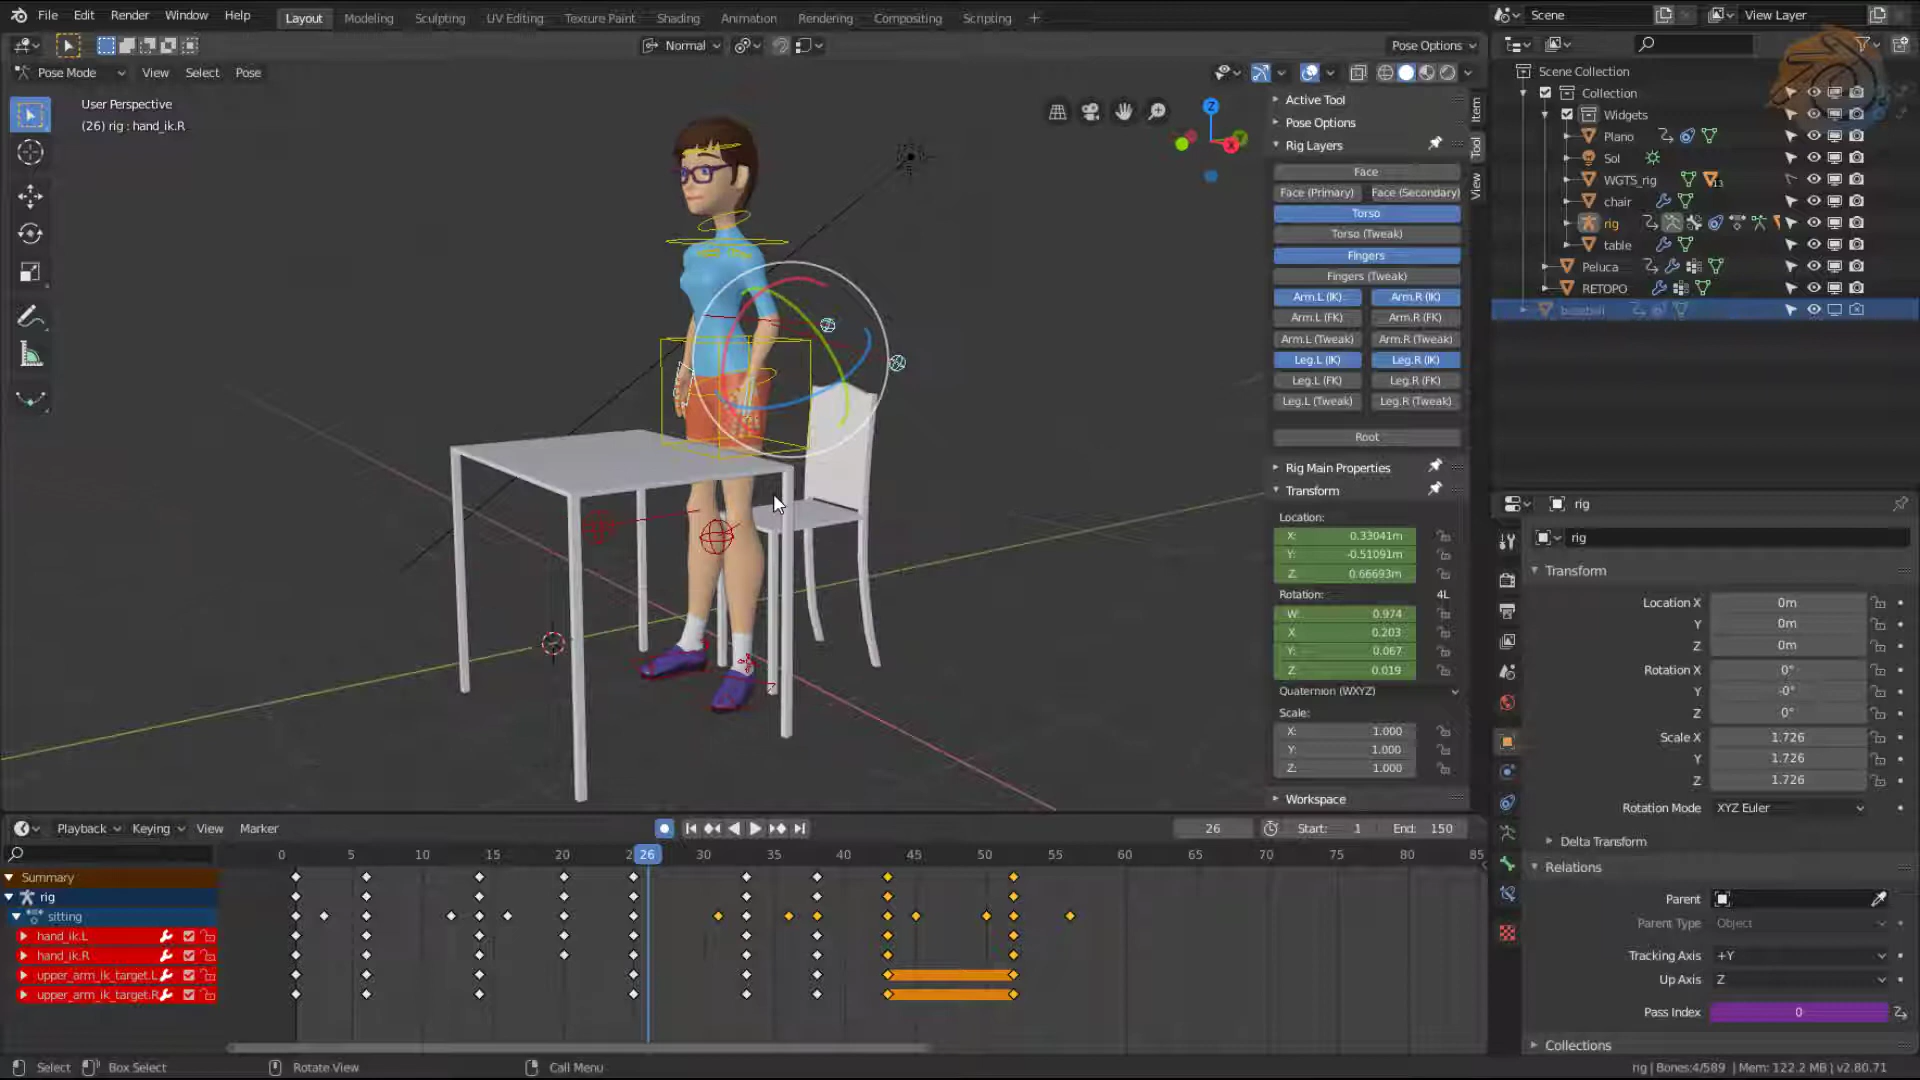 File Edit Render Window Help Layout Modeling Sculpting UV Editing Texture Paint Shading Animation Rendering Compositing Scripting + Scene View Layer
Normal Pose Options
Pose Mode View Select Pose
User Perspective
(26) rig : hand_ik.R
Z
Active Tool
Pose Options
Rig Layers
Face
Face (Primary) Face (Secondary)
Torso
Torso (Tweak)
Fingers
Fingers (Tweak)
Arm.L (IK) Arm.R (IK)
Arm.L (FK) Arm.R (FK)
Arm.L (Tweak) Arm.R (Tweak)
Leg.L (IK) Leg.R (IK)
Leg.L (FK) Leg.R (FK)
Leg.L (Tweak) Leg.R (Tweak)
Root
Rig Main Properties
Transform
Location:
X: 0.33041m
Y: -0.51091m
Z: 0.66693m
Rotation: 4L
W: 0.974
X 0.203
Y: 0.067
Z: 0.019
Quaternion (WXYZ)
Scale:
X: 1.000
Y: 1.000
Z: 1.000
Workspace
Item
Tool
View
Scene Collection
Collection
Widgets
Plano
Sol
WGTS_rig 13
chair
rig
table
Peluca
RETOPO
rig
rig
Transform
Location X 0m
Y 0m
Z 0m
Rotation X 0°
Y -0°
Z 0°
Scale X 1.726
Y 1.726
Z 1.726
Rotation Mode XYZ Euler
Delta Transform
Relations
Parent
Parent Type Object
Tracking Axis +Y
Up Axis Z
Pass Index 0
Collections
Playback Keying View Marker 26 Start: 1 End: 150
0 5 10 15 20 26 30 35 40 45 50 55 60 65 70 75 80 85
Summary
rig
sitting
hand_ik.L
hand_ik.R
upper_arm_ik_target.L
upper_arm_ik_target.R
Select Box Select Rotate View Call Menu rig | Bones:4/589 | Mem: 122.2 MB | v2.80.71